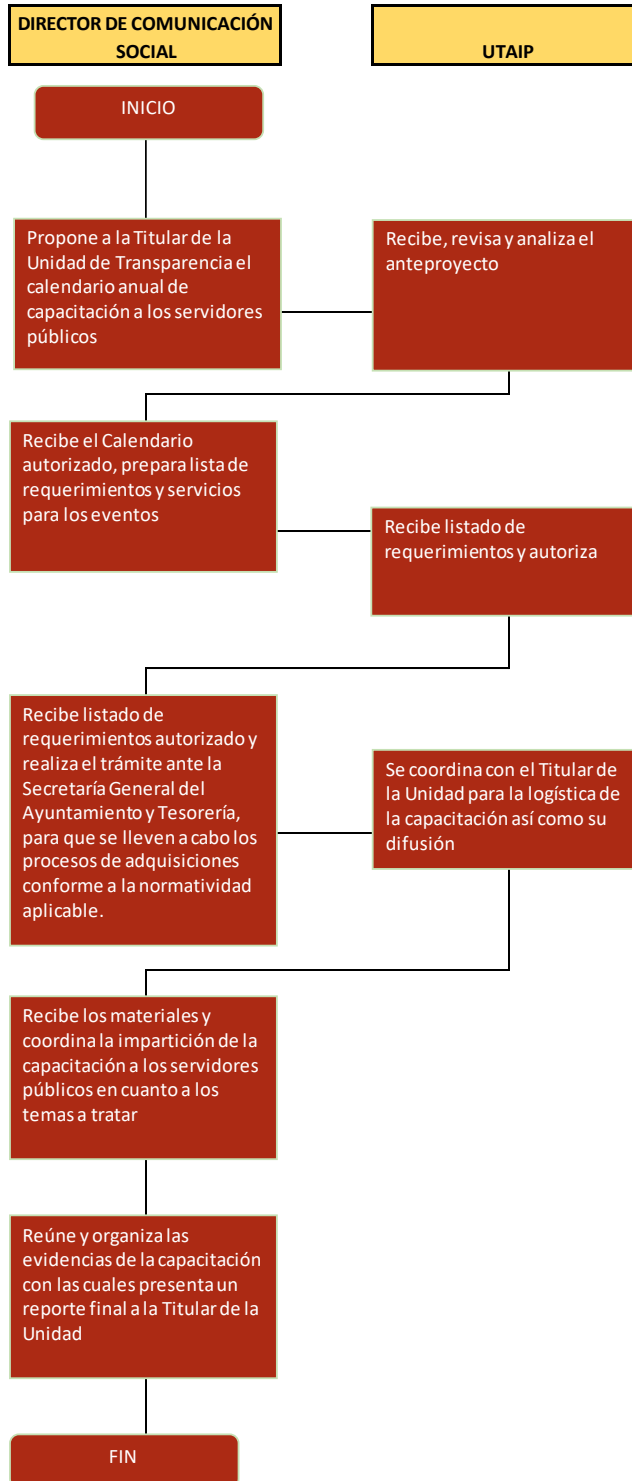 DIRECTOR DE COMUNICACIÓN
SOCIAL
UTAIP
INICIO
Propone a la Titular de la
Unidad de Transparencia el
calendario anual de
capacitación a los servidores
públicos
Recibe, revisa y analiza el
anteproyecto
Recibe el Calendario
autorizado, prepara lista de
requerimientos y servicios
para los eventos
Recibe listado de
requerimientos y autoriza
Recibe listado de
requerimientos autorizado y
realiza el trámite ante la
Secretaría General del
Ayuntamiento y Tesorería,
para que se lleven a cabo los
procesos de adquisiciones
conforme a la normatividad
aplicable.
Se coordina con el Titular de
la Unidad para la logística de
la capacitación así como su
difusión
Recibe los materiales y
coordina la impartición de la
capacitación a los servidores
públicos en cuanto a los
temas a tratar
Reúne y organiza las
evidencias de la capacitación
con las cuales presenta un
reporte final a la Titular de la
Unidad
FIN